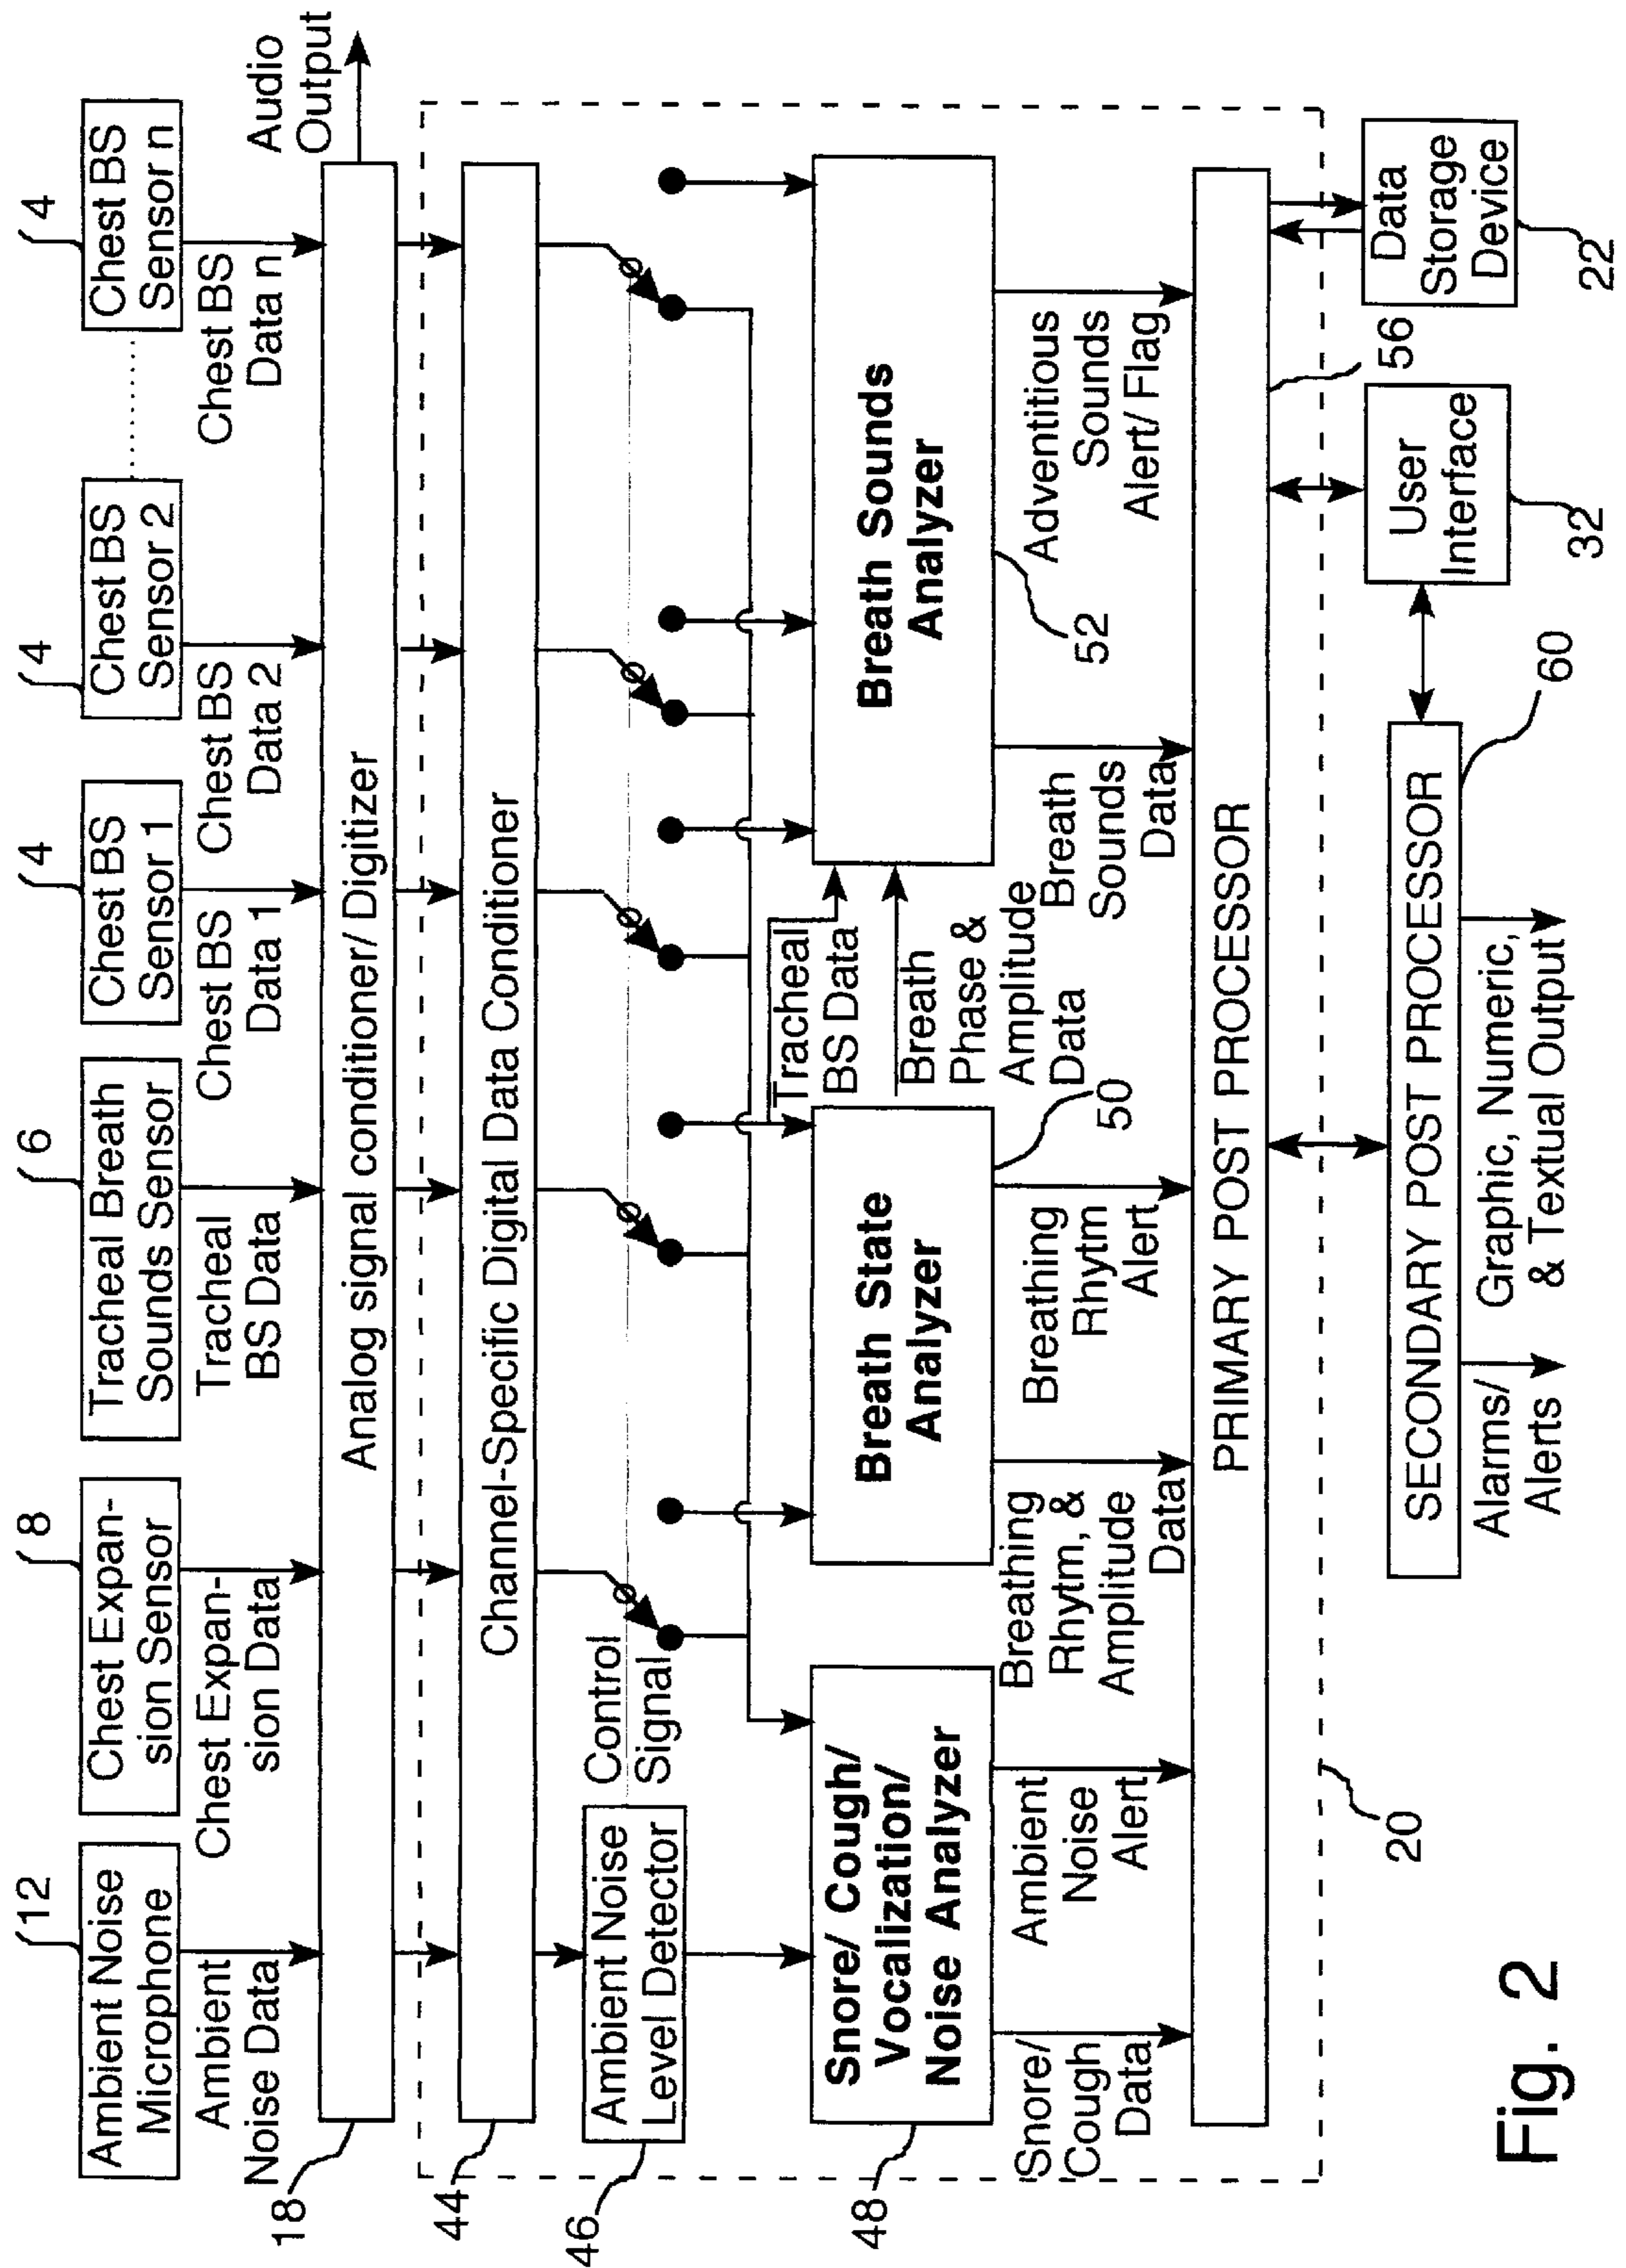 12
8
6
4
4
4
Ambient Noise
Microphone
Chest Expan-
sion Sensor
Tracheal Breath
Sounds Sensor
Chest BS
Sensor 1
Chest BS
Sensor 2
Chest BS
Sensor n
Ambient
Noise Data
Chest Expan-
sion Data
Tracheal
BS Data
Chest BS
Data 1
Chest BS
Data 2
Chest BS
Data n
Audio
Output
18
Analog signal conditioner/ Digitizer
44
Channel-Specific Digital Data Conditioner
46
Ambient Noise
Level Detector
Control
Signal
Tracheal
BS Data
Breath
Phase &
Amplitude
Data
48
Snore/ Cough/
Vocalization/
Noise Analyzer
Breath State
Analyzer
50
Breath Sounds
Analyzer
52
Snore/
Cough
Data
Ambient
Noise
Alert
Breathing
Rhytm, &
Amplitude
Data
Breathing
Rhytm
Alert
Breath
Sounds
Data
Adventitious
Sounds
Alert/ Flag
PRIMARY POST PROCESSOR
56
20
SECONDARY POST PROCESSOR
60
User
Interface
32
Data
Storage
Device
22
Alarms/
Alerts
Graphic, Numeric,
& Textual Output
Fig. 2